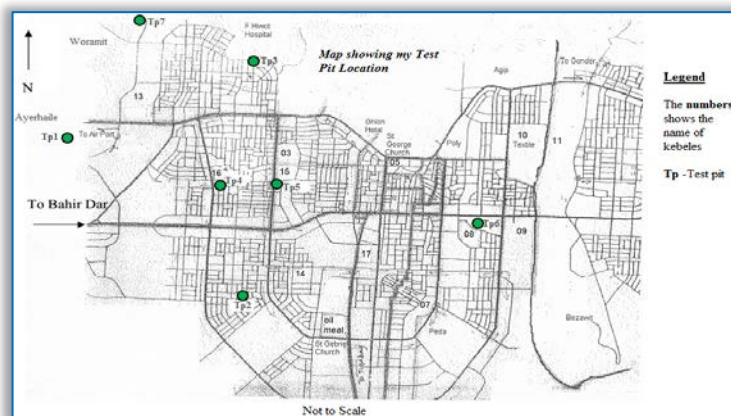 Tp7
F Hiwot
Hospital
Woramit
Tp3
Map showing my Test
Pit Location
Agip
To Gonder
Legend
N
The numbers
shows the
name of
kebeles
13
Ayerhaile
Tp1
To Air Port
Ghion
Hotel
St
George
Church
Poly
10
Textile
11
03
05
16
Tp4
15
Tp5
Tp -Test pit
To Bahir Dar
Tp6
08
09
17
14
Tp2
07
oil
meal
Peda
Bezawit
St Gebriel
Church
Not to Scale